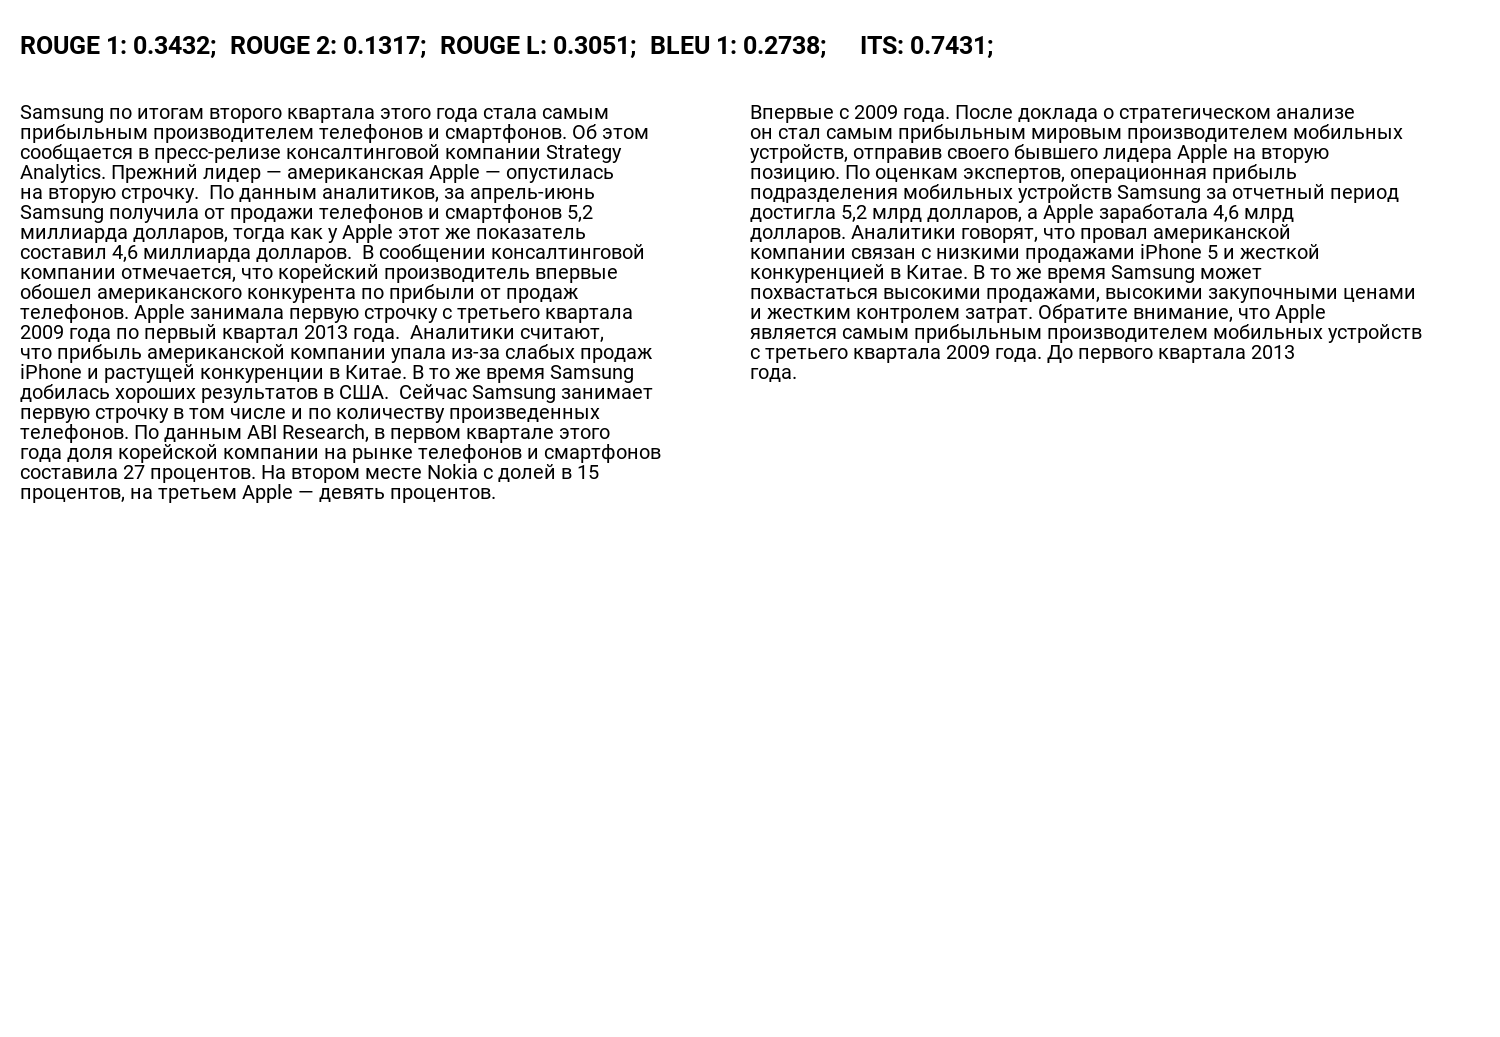 ROUGE 1: 0.3432;  ROUGE 2: 0.1317;  ROUGE L: 0.3051;  BLEU 1: 0.2738;  ITS: 0.7431;
Samsung по итогам второго квартала этого года стала самым
прибыльным производителем телефонов и смартфонов. Об этом
сообщается в пресс-релизе консалтинговой компании Strategy
Analytics. Прежний лидер — американская Apple — опустилась
на вторую строчку.  По данным аналитиков, за апрель-июнь
Samsung получила от продажи телефонов и смартфонов 5,2
миллиарда долларов, тогда как у Apple этот же показатель
составил 4,6 миллиарда долларов.  В сообщении консалтинговой
компании отмечается, что корейский производитель впервые
обошел американского конкурента по прибыли от продаж
телефонов. Apple занимала первую строчку с третьего квартала
2009 года по первый квартал 2013 года.  Аналитики считают,
что прибыль американской компании упала из-за слабых продаж
iPhone и растущей конкуренции в Китае. В то же время Samsung
добилась хороших результатов в США.  Сейчас Samsung занимает
первую строчку в том числе и по количеству произведенных
телефонов. По данным ABI Research, в первом квартале этого
года доля корейской компании на рынке телефонов и смартфонов
составила 27 процентов. На втором месте Nokia с долей в 15
процентов, на третьем Apple — девять процентов.
Впервые с 2009 года. После доклада о стратегическом анализе
он стал самым прибыльным мировым производителем мобильных
устройств, отправив своего бывшего лидера Apple на вторую
позицию. По оценкам экспертов, операционная прибыль
подразделения мобильных устройств Samsung за отчетный период
достигла 5,2 млрд долларов, а Apple заработала 4,6 млрд
долларов. Аналитики говорят, что провал американской
компании связан с низкими продажами iPhone 5 и жесткой
конкуренцией в Китае. В то же время Samsung может
похвастаться высокими продажами, высокими закупочными ценами
и жестким контролем затрат. Обратите внимание, что Apple
является самым прибыльным производителем мобильных устройств
с третьего квартала 2009 года. До первого квартала 2013
года.